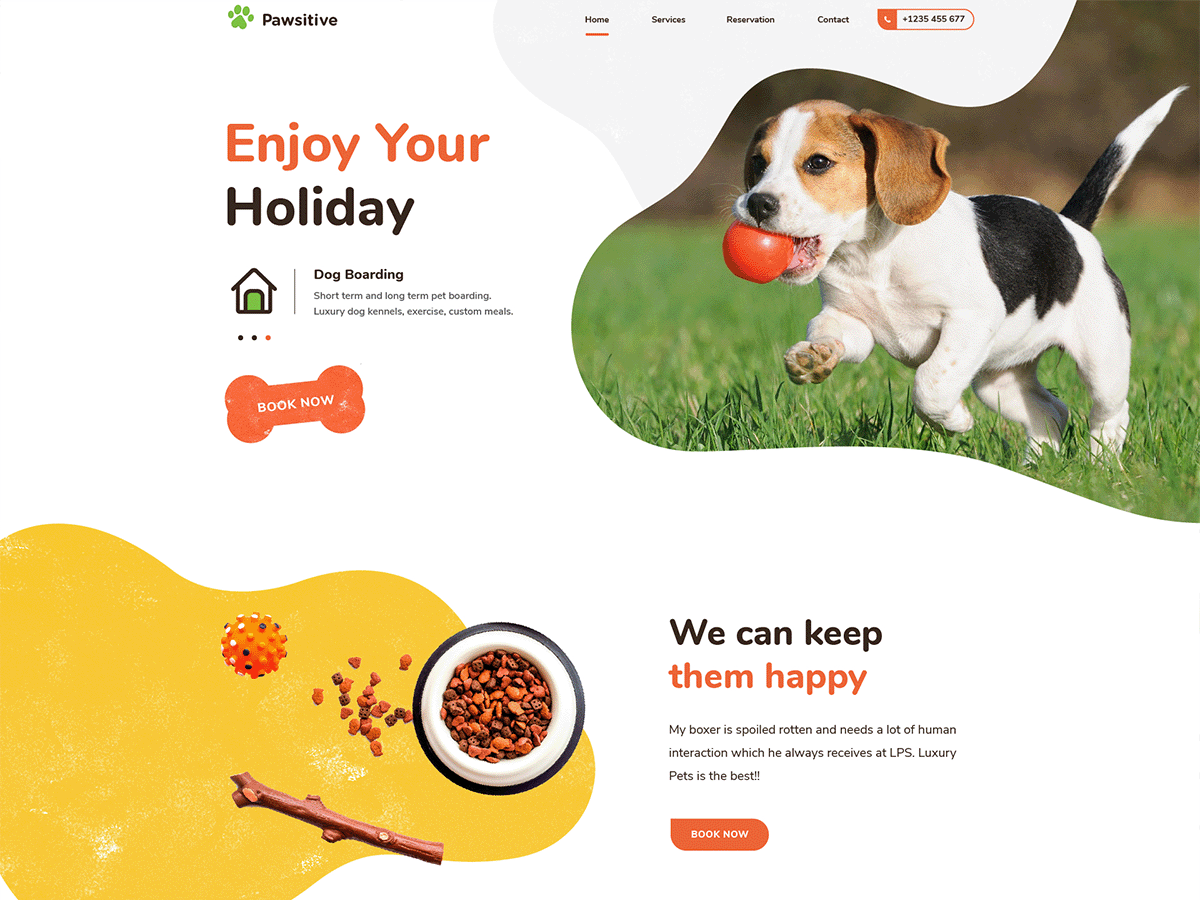 Pawsitive
Home
Services
Reservation
Contact
+1235 455 677
Enjoy Your
Holiday
Dog Boarding
Short term and long term pet boarding.
Luxury dog kennels, exercise, custom meals.
BOOK NOW
We can keep
them happy
My boxer is spoiled rotten and needs a lot of human
interaction which he always receives at LPS. Luxury
Pets is the best!!
BOOK NOW